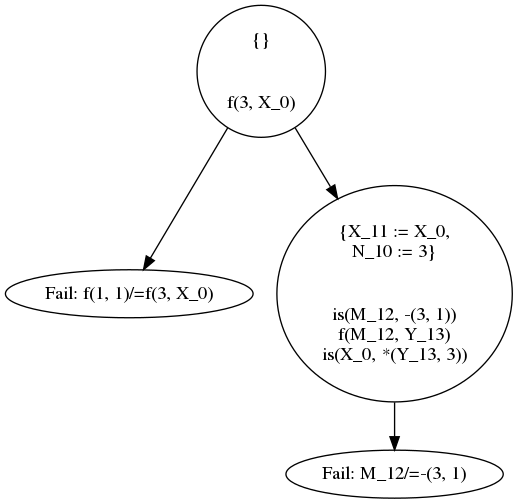 {}
f(3, X_0)
Fail: f(1, 1)/=f(3, X_0)
{X_11 := X_0,
N_10 := 3}
is(M_12, -(3, 1))
f(M_12, Y_13)
is(X_0, *(Y_13, 3))
Fail: M_12/=-(3, 1)